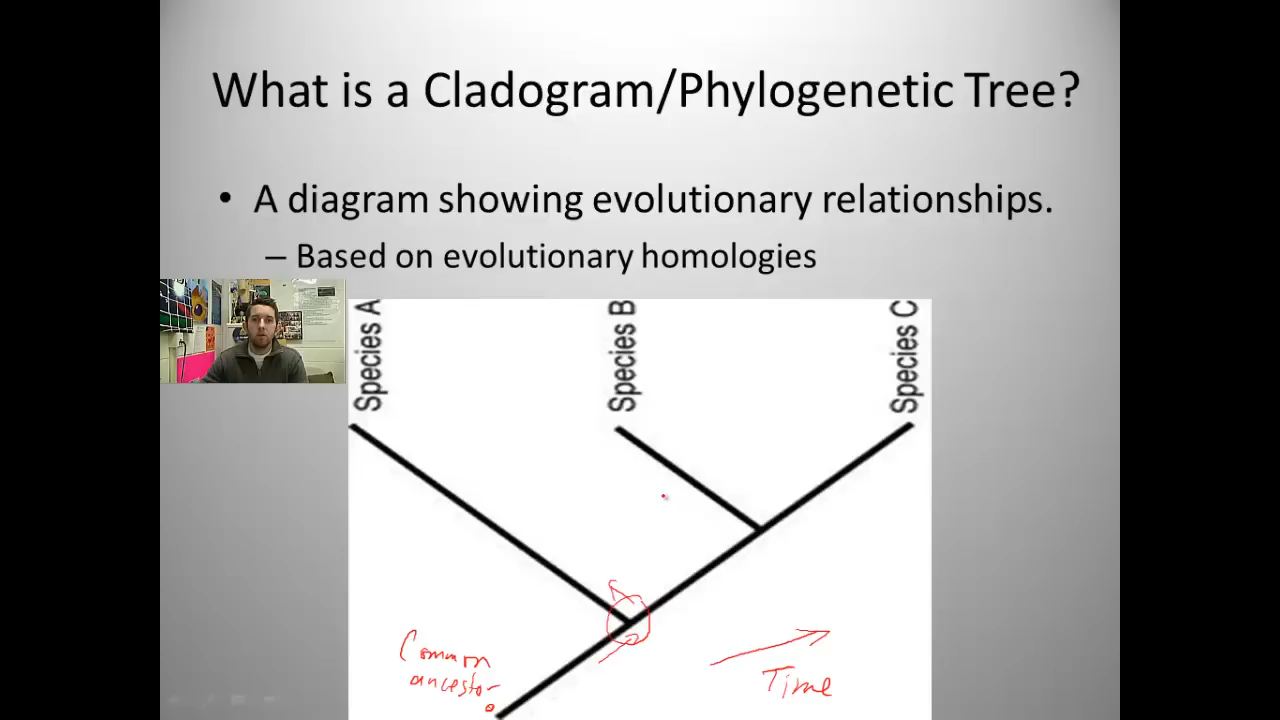 What is a Cladogram/Phylogenetic Tree?
• A diagram showing evolutionary relationships.
– Based on evolutionary homologies
Species A
Species B
Species C
Common
ancestor
Time